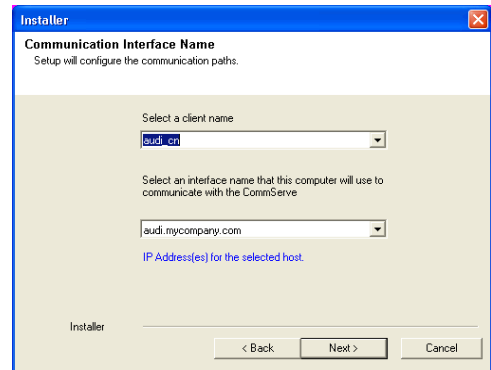 Installer
Communication Interface Name
Setup will configure the communication paths.
Select a client name
audi_cn
Select an interface name that this computer will use to
communicate with the CommServe
audi.mycompany.com
IP Address(es) for the selected host.
Installer
< Back
Next >
Cancel